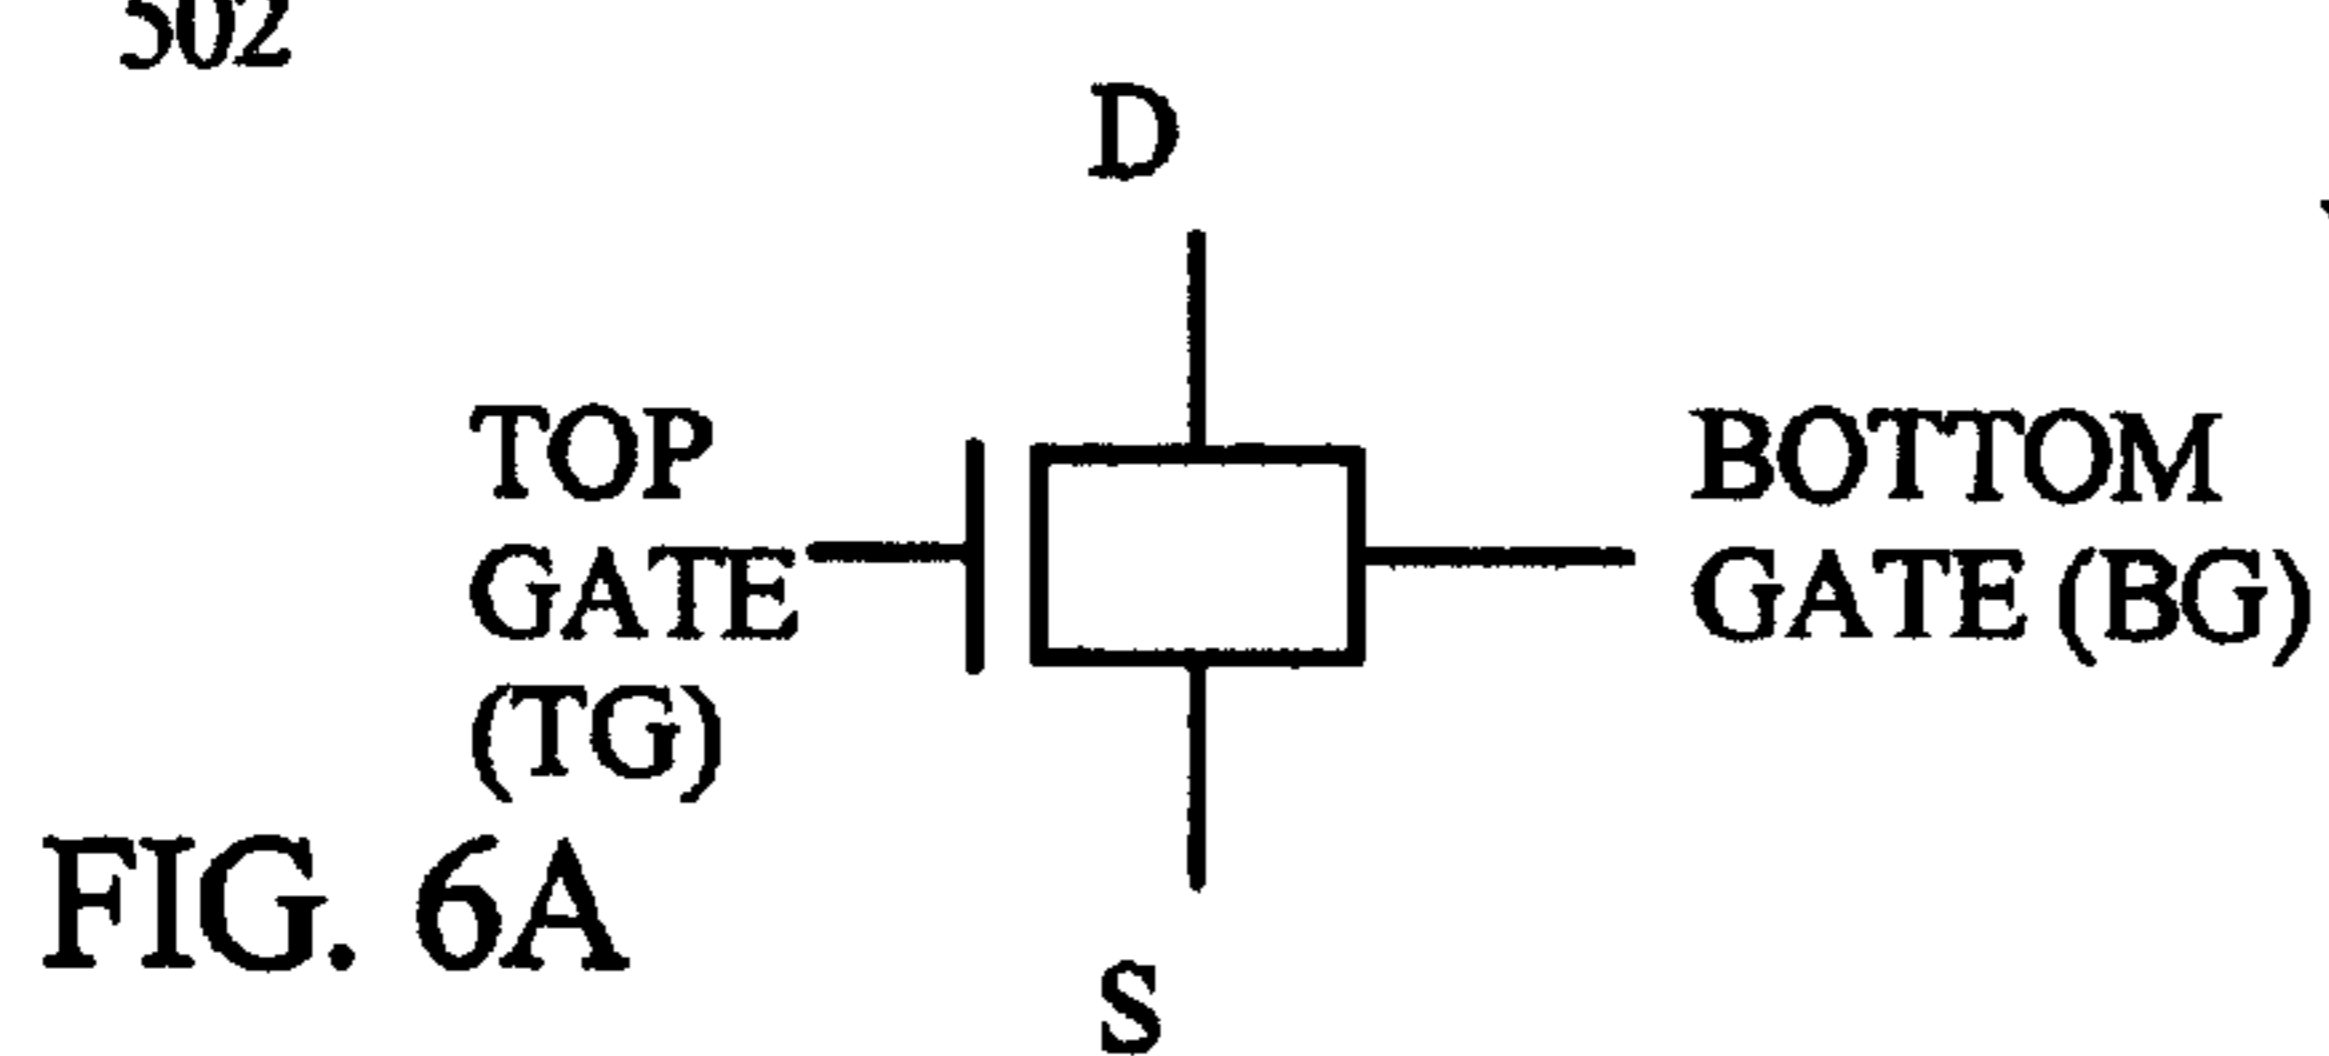 502
D
TOP
GATE
(TG)
BOTTOM
GATE (BG)
FIG. 6A
S